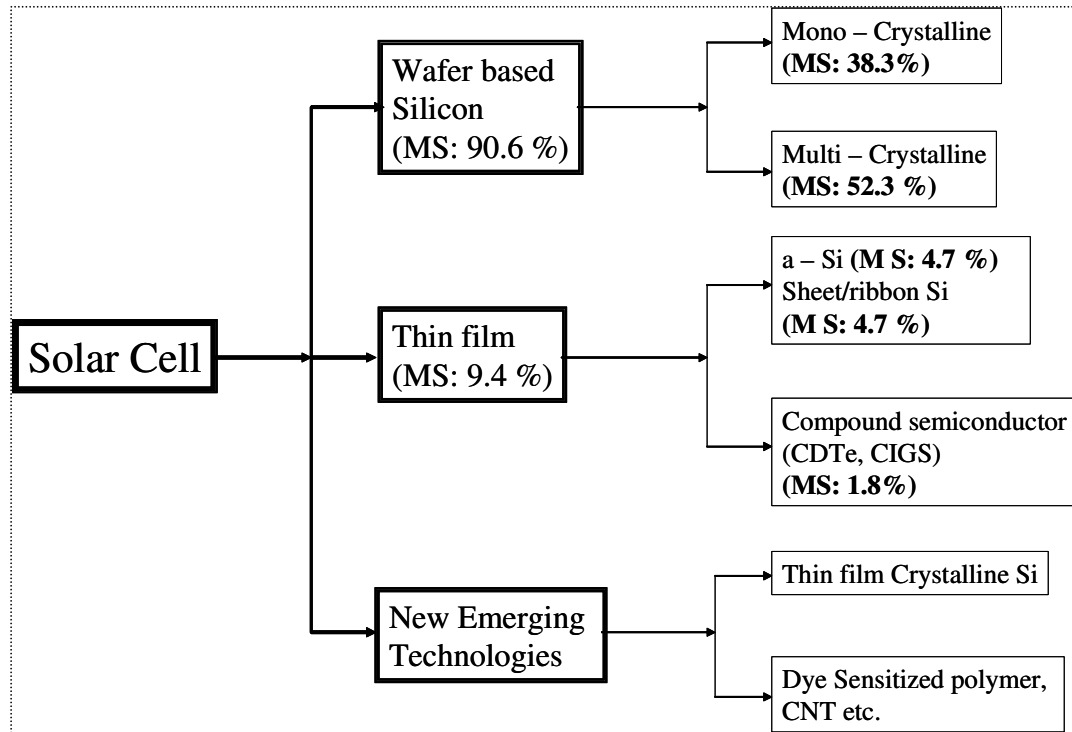 Solar Cell
Wafer based
Silicon
(MS: 90.6 %)
Mono – Crystalline
(MS: 38.3%)
Multi – Crystalline
(MS: 52.3 %)
Thin film
(MS: 9.4 %)
a – Si (M S: 4.7 %)
Sheet/ribbon Si
(M S: 4.7 %)
Compound semiconductor
(CDTe, CIGS)
(MS: 1.8%)
New Emerging
Technologies
Thin film Crystalline Si
Dye Sensitized polymer,
CNT etc.